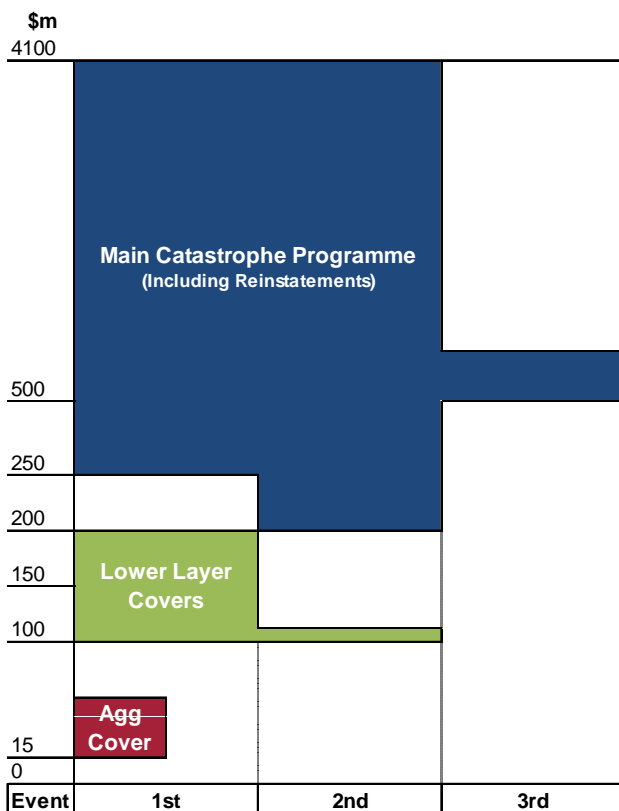 $m
4100
Main Catastrophe Programme
(Including Reinstatements)
500
250
200
150
Lower Layer
Covers
100
Agg
Cover
15
0
Event 1st 2nd 3rd